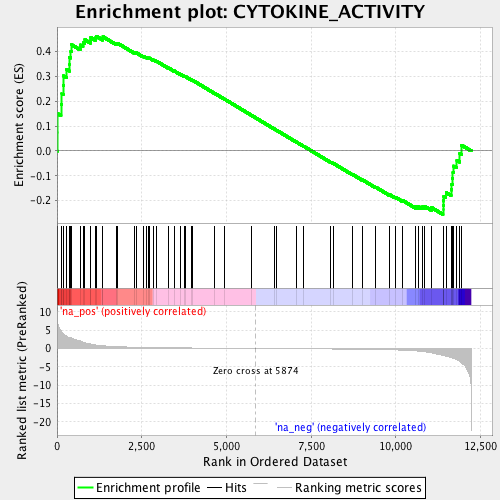 Enrichment plot: CYTOKINE_ACTIVITY
Enrichment score (ES)
0.4
0.3
0.2
0.1
0.0
-0.1
-0.2
'na_pos' (positively correlated)
Ranked list metric (PreRanked)
10
5
0
-5
-10
-15
-20
Zero cross at 5874
'na_neg' (negatively correlated)
0
2,500
5,000
7,500
10,000
12,500
Rank in Ordered Dataset
Enrichment profile
Hits
Ranking metric scores